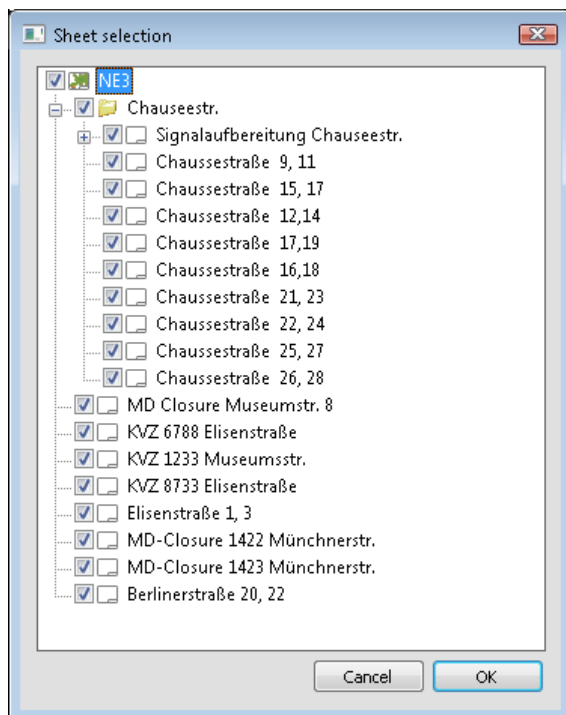 Sheet selection
NE3
Chauseestr.
Signalaufbereitung Chauseestr.
Chaussestraße 9, 11
Chaussestraße 15, 17
Chaussestraße 12,14
Chaussestraße 17,19
Chaussestraße 16,18
Chaussestraße 21, 23
Chaussestraße 22, 24
Chaussestraße 25, 27
Chaussestraße 26, 28
MD Closure Museumstr. 8
KVZ 6788 Elisenstraße
KVZ 1233 Museumsstr.
KVZ 8733 Elisenstraße
Elisenstraße 1, 3
MD-Closure 1422 Münchnerstr.
MD-Closure 1423 Münchnerstr.
Berlinerstraße 20, 22
Cancel OK